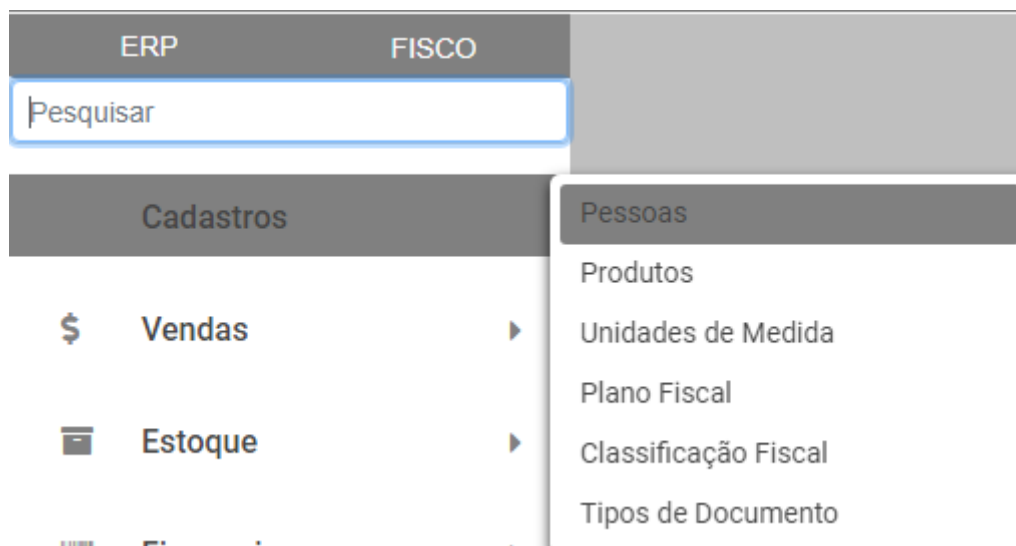 ERP FISCO
Pesquisar
Cadastros
Vendas
Estoque
Pessoas
Produtos
Unidades de Medida
Plano Fiscal
Classificação Fiscal
Tipos de Documento